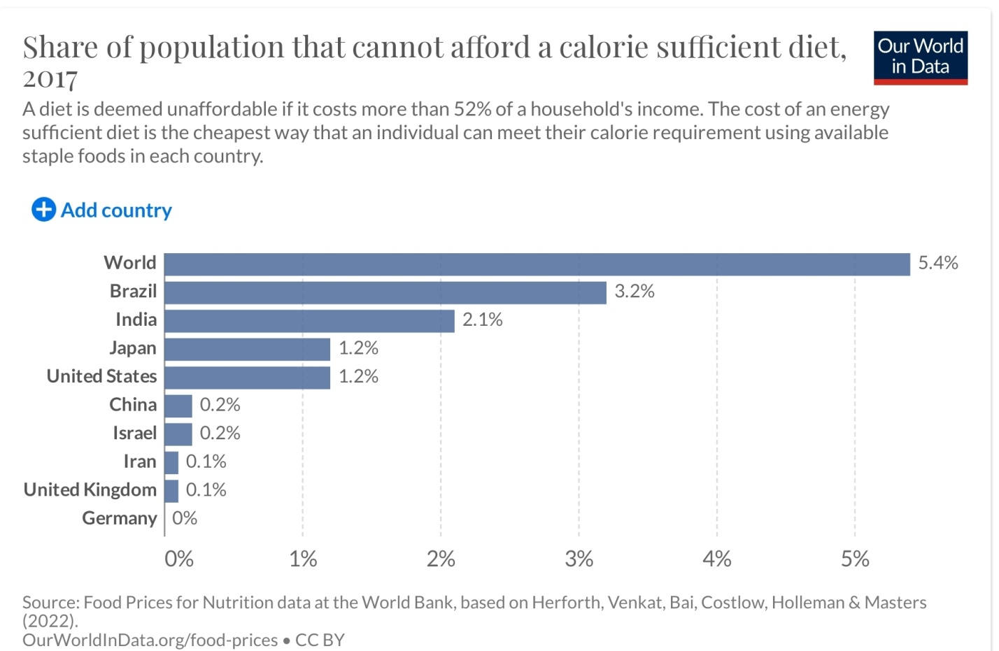 Share of population that cannot afford a calorie sufficient diet,
2017
Our World
in Data
A diet is deemed unaffordable if it costs more than 52% of a household's income. The cost of an energy
sufficient diet is the cheapest way that an individual can meet their calorie requirement using available
staple foods in each country.
Add country
World 5.4%
Brazil 3.2%
India 2.1%
Japan 1.2%
United States 1.2%
China 0.2%
Israel 0.2%
Iran 0.1%
United Kingdom 0.1%
Germany 0%
0% 1% 2% 3% 4% 5%
Source: Food Prices for Nutrition data at the World Bank, based on Herforth, Venkat, Bai, Costlow, Holleman & Masters
(2022).
OurWorldInData.org/food-prices • CC BY